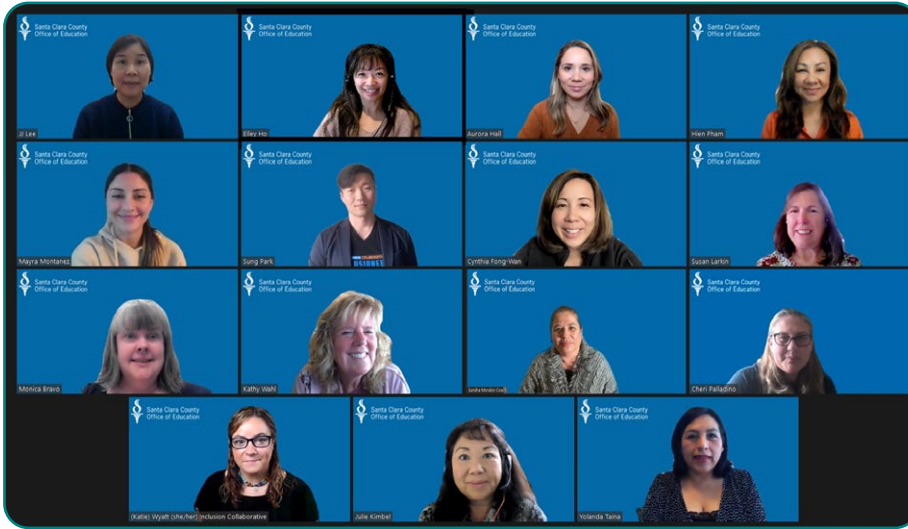 Santa Clara County
Office of Education
Santa Clara County
Office of Education
Santa Clara County
Office of Education
Santa Clara County
Office of Education
JJ Lee
Elley Ho
Aurora Hall
Hien Pham
Santa Clara County
Office of Education
Santa Clara County
Office of Education
Santa Clara County
Office of Education
Santa Clara County
Office of Education
Mayra Montanez
Sung Park
Cynthia Fong-Wan
Susan Larkin
Santa Clara County
Office of Education
Santa Clara County
Office of Education
Santa Clara County
Office of Education
Santa Clara County
Office of Education
Monica Bravo
Kathy Wahl
Cheri Palladino
Santa Clara County
Office of Education
Santa Clara County
Office of Education
Santa Clara County
Office of Education
(Katie) Wyatt (she/her) Inclusion Collaborative
Julie Kimbel
Yolanda Taina